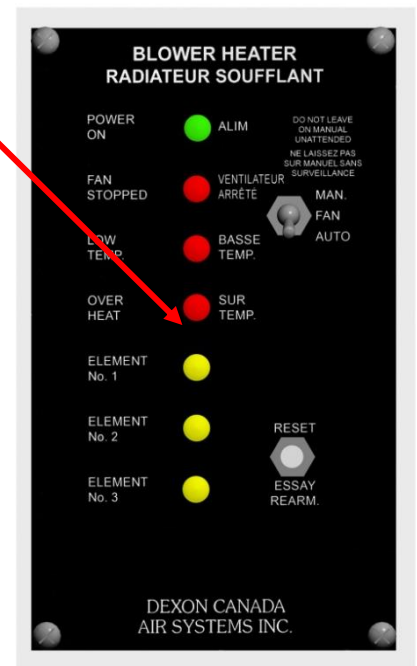 BLOWER HEATER
RADIATEUR SOUFFLANT
POWER
ON
ALIM
DO NOT LEAVE
ON MANUAL
UNATTENDED
NE LAISSEZ PAS
SUR MANUEL SANS
SURVEILLANCE
FAN
STOPPED
VENTILATEUR
ARRÊTÉ
MAN.
FAN
AUTO
LOW
TEMP.
BASSE
TEMP.
OVER
HEAT
SUR
TEMP.
ELEMENT
No. 1
ELEMENT
No. 2
RESET
ESSAY
REARM.
ELEMENT
No. 3
DEXON CANADA
AIR SYSTEMS INC.